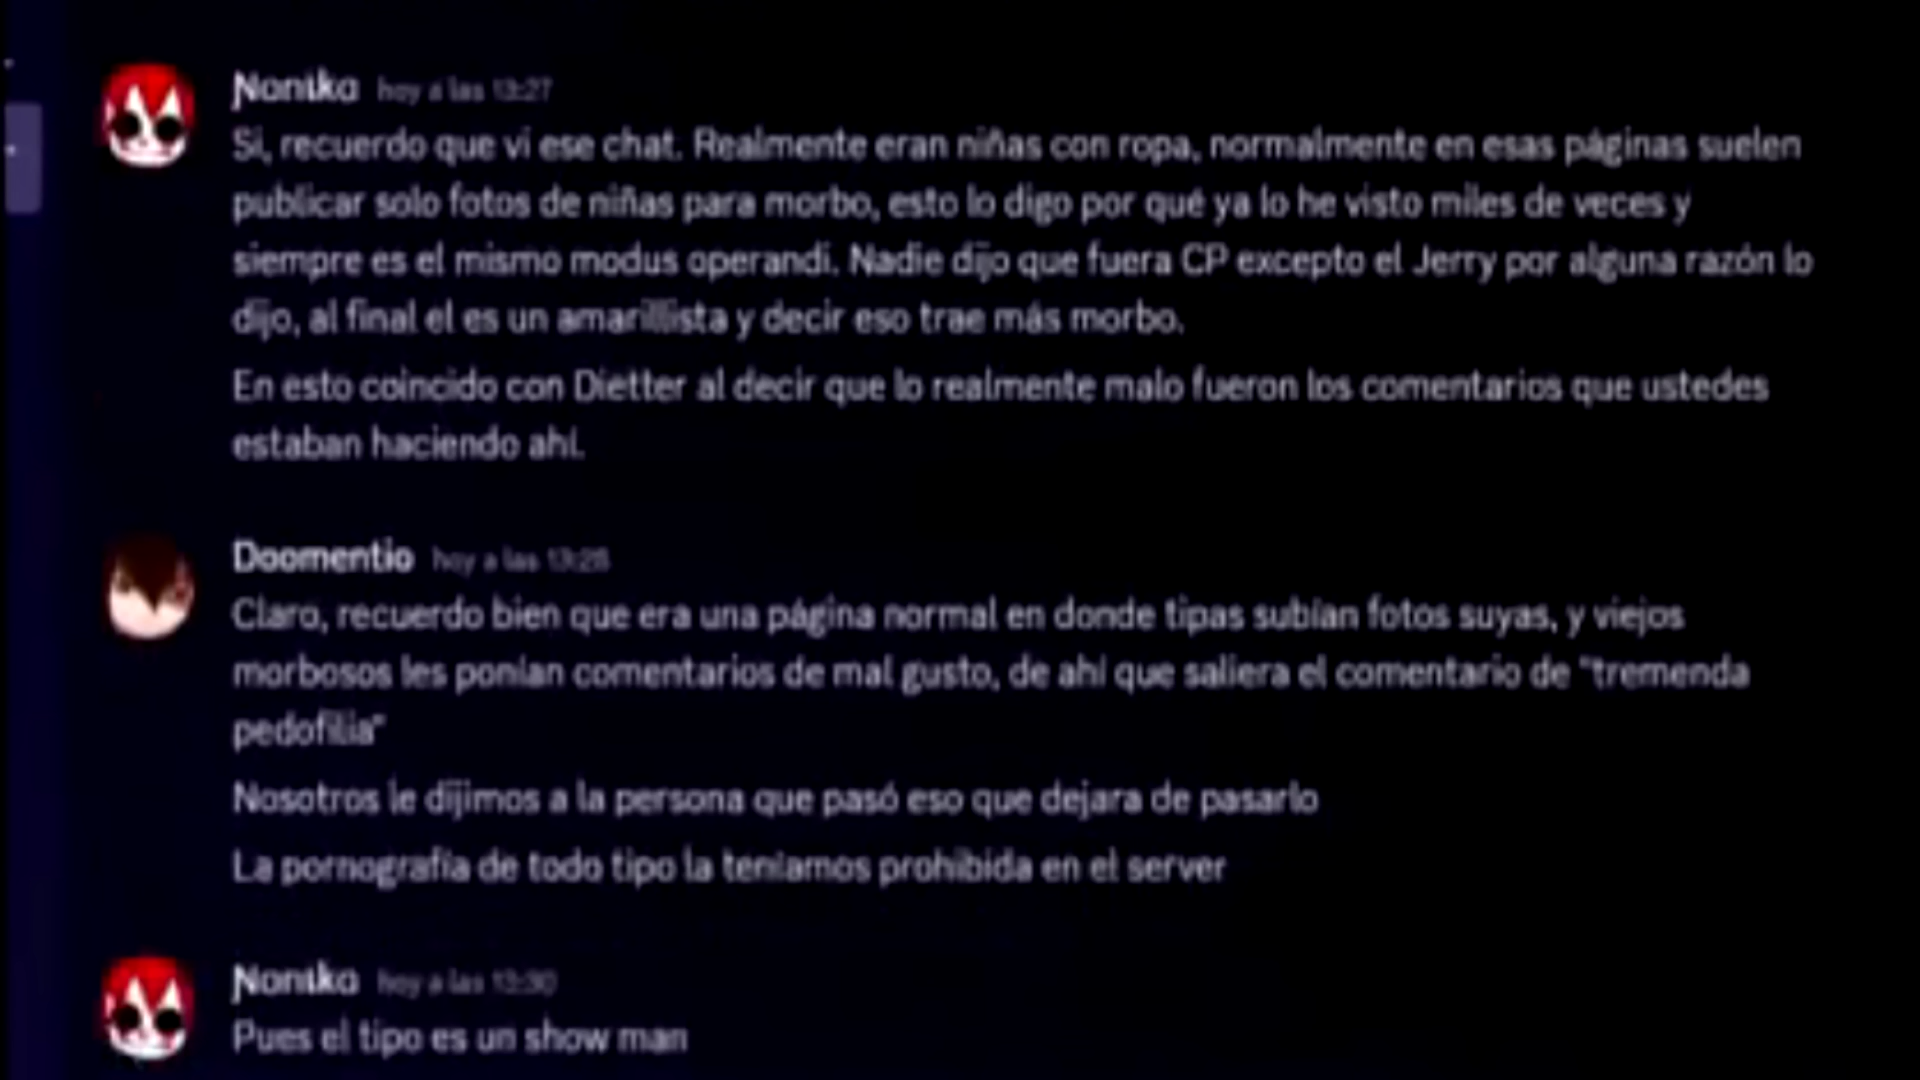 Noniko hoy a las 13:27
Si, recuerdo que vi ese chat. Realmente eran niñas con ropa, normalmente en esas páginas suelen
publicar solo fotos de niñas para morbo, esto lo digo por qué ya lo he visto miles de veces y
siempre es el mismo modus operandi. Nadie dijo que fuera CP excepto el Jerry por alguna razón lo
dijo, al final el es un amarillista y decir eso trae más morbo.
En esto coincido con Dietter al decir que lo realmente malo fueron los comentarios que ustedes
estaban haciendo ahí.
Doomentio hoy a las 13:28
Claro, recuerdo bien que era una página normal en donde tipas subían fotos suyas, y viejos
morbosos les ponían comentarios de mal gusto, de ahí que saliera el comentario de "tremenda
pedofilia"
Nosotros le dijimos a la persona que pasó eso que dejara de pasarlo
La pornografía de todo tipo la teníamos prohibida en el server
Noniko hoy a las 13:30
Pues el tipo es un show man